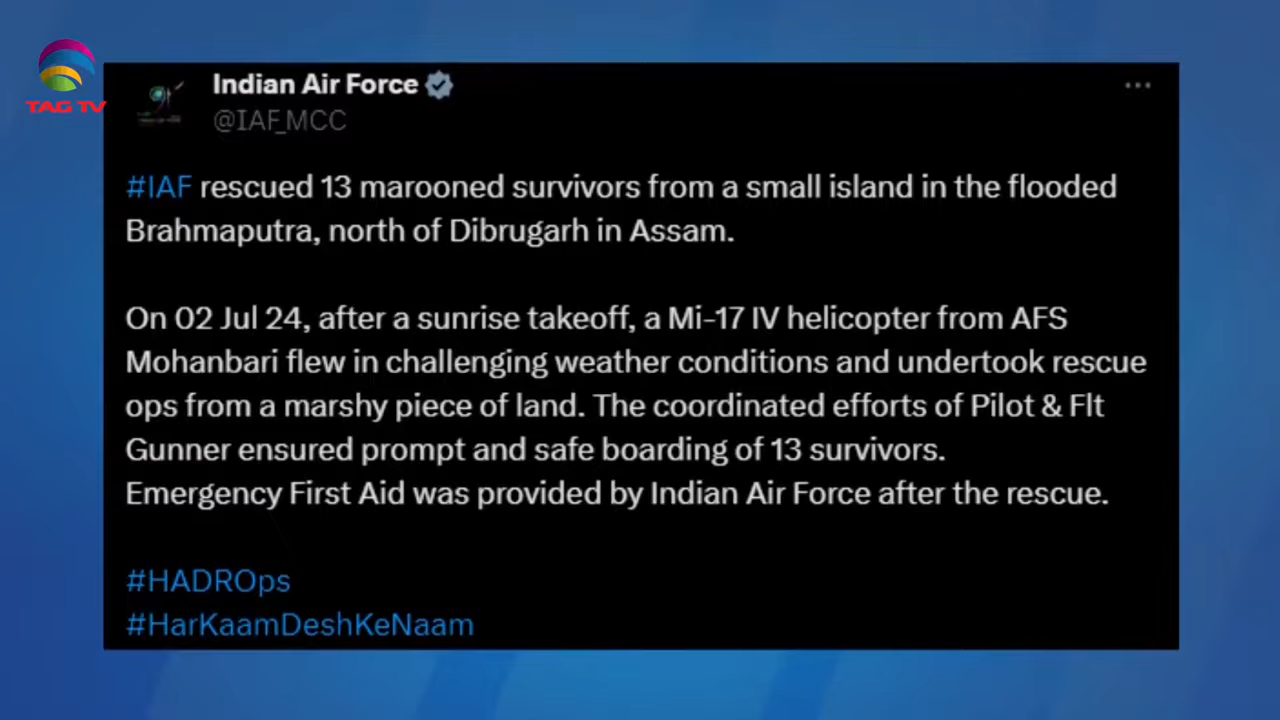 TAG TV
Indian Air Force
@IAF_MCC
#IAF rescued 13 marooned survivors from a small island in the flooded
Brahmaputra, north of Dibrugarh in Assam.
On 02 Jul 24, after a sunrise takeoff, a Mi-17 IV helicopter from AFS
Mohanbari flew in challenging weather conditions and undertook rescue
ops from a marshy piece of land. The coordinated efforts of Pilot & Flt
Gunner ensured prompt and safe boarding of 13 survivors.
Emergency First Aid was provided by Indian Air Force after the rescue.
#HADROps
#HarKaamDeshKeNaam